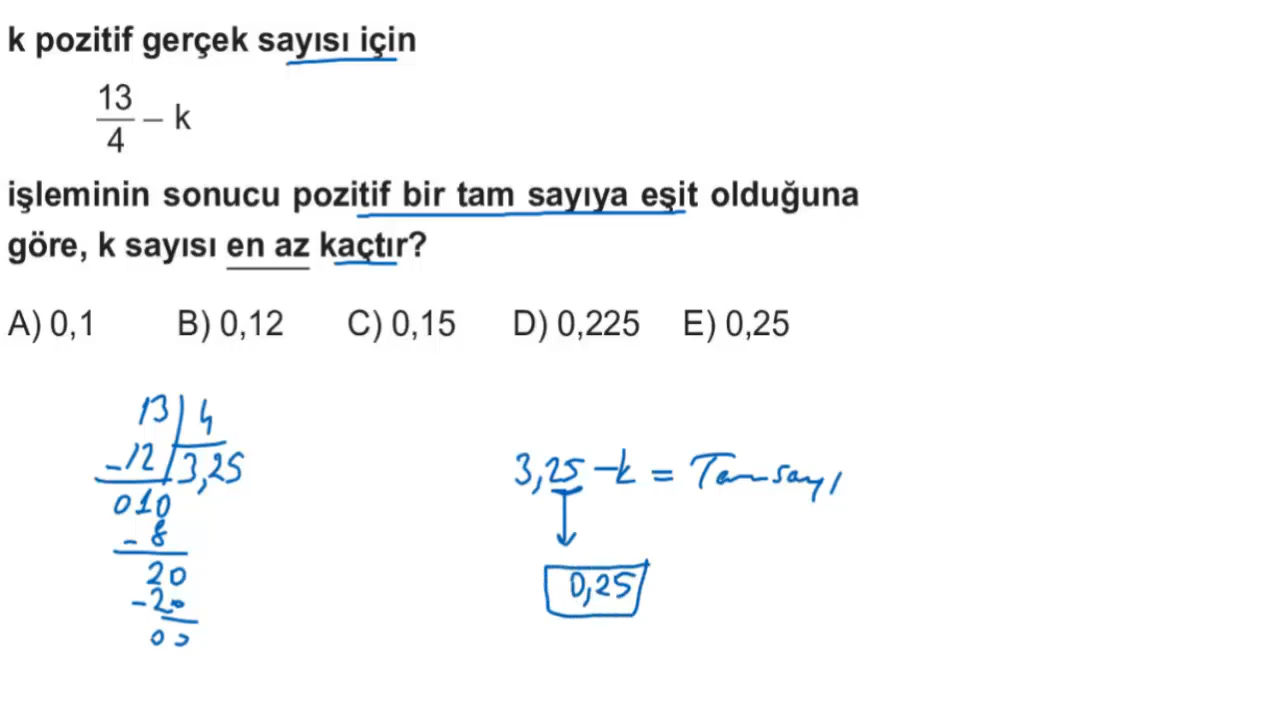 k pozitif gerçek sayısı için
13
4
– k
işleminin sonucu pozitif bir tam sayıya eşit olduğuna
göre, k sayısı en az kaçtır?
A) 0,1 B) 0,12 C) 0,15 D) 0,225 E) 0,25
13 4
-12 3,25
010
- 8
20
-20
00
3,25 -k = Tamsayı
0,25